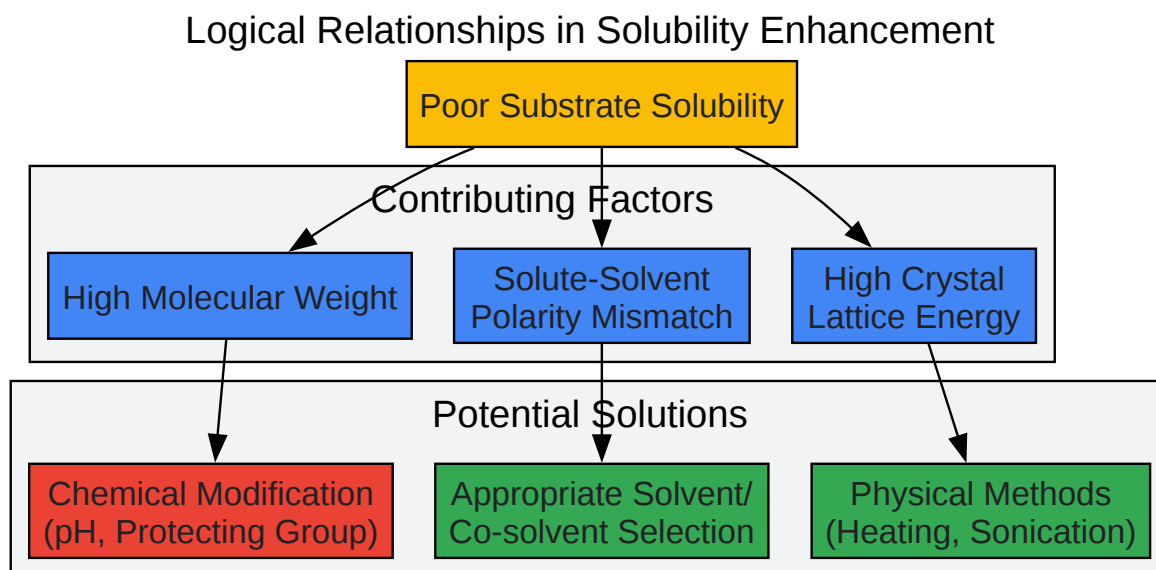 Logical Relationships in Solubility Enhancement
Poor Substrate Solubility
Contributing Factors
High Molecular Weight
Solute-Solvent
Polarity Mismatch
High Crystal
Lattice Energy
Potential Solutions
Chemical Modification
(pH, Protecting Group)
Appropriate Solvent/
Co-solvent Selection
Physical Methods
(Heating, Sonication)